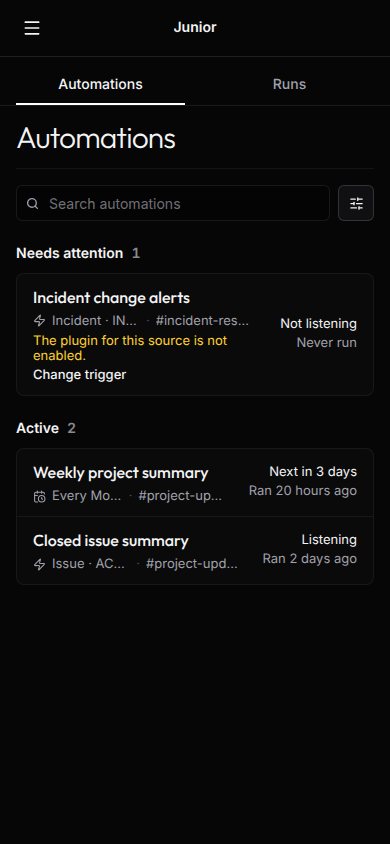 Junior
Automations
Runs
Automations
Search automations
Needs attention 1
Incident change alerts
Incident · IN... · #incident-res...
The plugin for this source is not
enabled.
Change trigger
Not listening
Never run
Active 2
Weekly project summary
Every Mo... · #project-up...
Next in 3 days
Ran 20 hours ago
Closed issue summary
Issue · AC... · #project-upd...
Listening
Ran 2 days ago